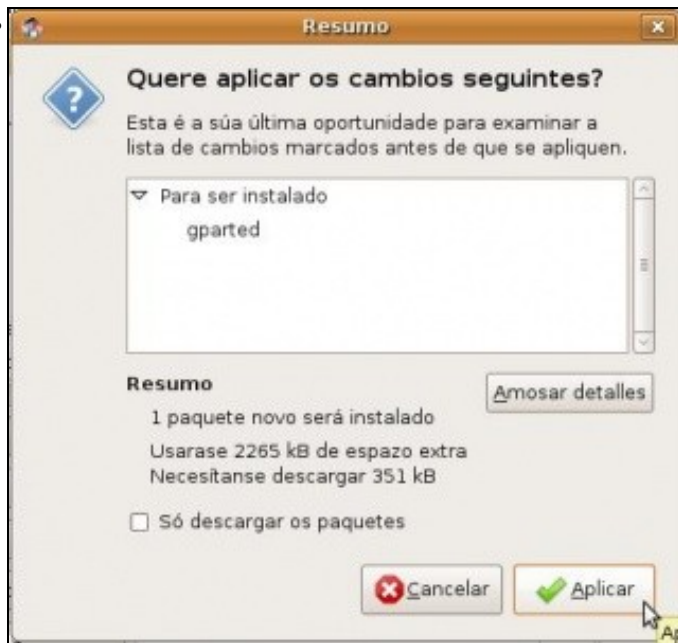 Resumo
Quere aplicar os cambios seguintes?
Esta é a súa última oportunidade para examinar a
lista de cambios marcados antes de que se apliquen.
Para ser instalado
gparted
Resumo
Amosar detalles
1 paquete novo será instalado
Usarase 2265 kB de espazo extra
Necesítanse descargar 351 kB
Só descargar os paquetes
Cancelar
Aplicar